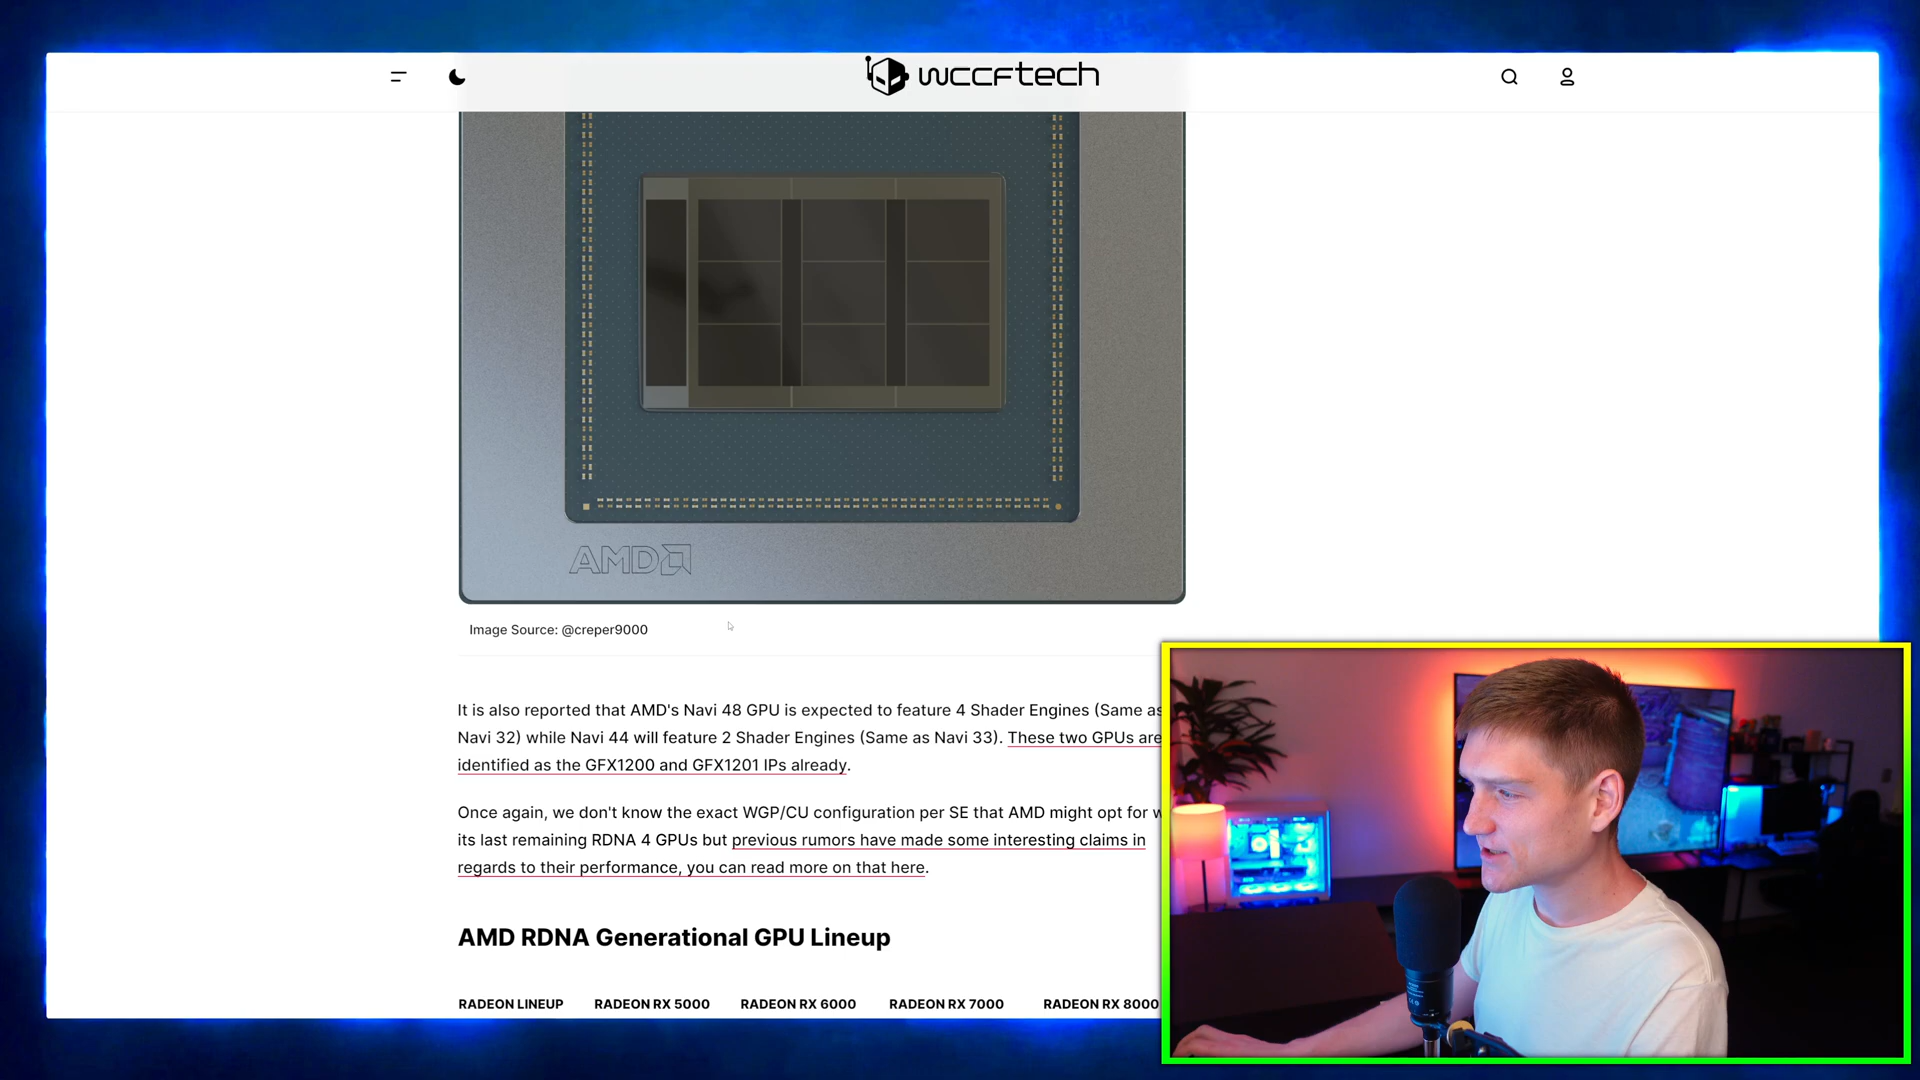 wccftech
AMD
Image Source: @creper9000
It is also reported that AMD's Navi 48 GPU is expected to feature 4 Shader Engines (Same as
Navi 32) while Navi 44 will feature 2 Shader Engines (Same as Navi 33). These two GPUs are
identified as the GFX1200 and GFX1201 IPs already.
Once again, we don't know the exact WGP/CU configuration per SE that AMD might opt for
its last remaining RDNA 4 GPUs but previous rumors have made some interesting claims in
regards to their performance, you can read more on that here.
AMD RDNA Generational GPU Lineup
RADEON LINEUP RADEON RX 5000 RADEON RX 6000 RADEON RX 7000 RADEON RX 8000